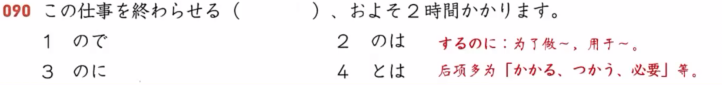 090 この仕事を終わらせる（　　　）、およそ２時間かかります。
1 ので　　2 のは　するのに：为了做～，用于～。
3 のに　　4 とは　后项多为「かかる、つかう、必要」等。